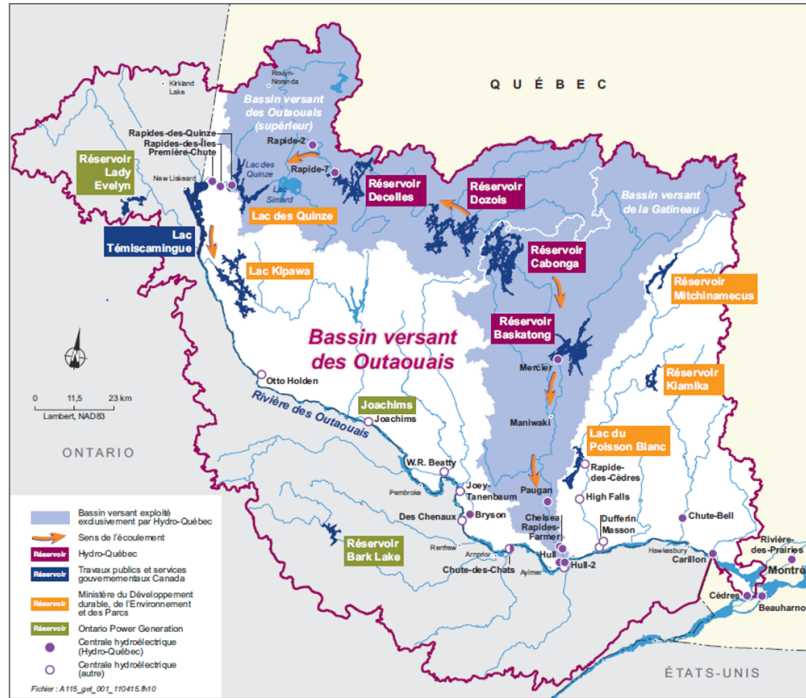 QUÉBEC
Kirkland
Lake
Rouyn-
Noranda
Bassin versant
des Outaouais
(supérieur)
Rapides-des-Quinze
Rapides-des-Îles
Première-Chute
Rapide-2
Rapide-7
Réservoir
Lady
Evelyn
New Liskeard
Lac des
Quinze
Lac
Simard
Réservoir
Decelles
Réservoir
Dozois
Bassin versant
de la Gatineau
Lac des Quinze
Lac
Témiscamingue
Lac Kipawa
Réservoir
Cabonga
Réservoir
Mitchinamecus
Réservoir
Baskatong
Bassin versant
des Outaouais
Mercier
Réservoir
Kiamika
Otto Holden
0 11,5 23 km
Lambert, NAD83
Rivière des Outaouais
Joachims
Joachims
Maniwaki
Lac du
Poisson Blanc
ONTARIO
W.R. Beatty
Pembroke
Joey-
Tanenbaum
Rapide-
des-Cèdres
Paugan
High Falls
Des Chenaux
Bryson
Chelsea
Rapides-
Farmer
Dufferin
Masson
Chute-Bell
Réservoir
Bark Lake
Renfrew
Arnprior
Hull
Hull-2
Chute-des-Chats
Aylmer
Hawkesbury
Carillon
Rivière-
des-Prairies
Montré
Cèdres
Beauharno
ÉTATS-UNIS
Bassin versant exploité
exclusivement par Hydro-Québec
Sens de l'écoulement
Réservoir Hydro-Québec
Réservoir Travaux publics et services
gouvernementaux Canada
Réservoir Ministère du Développement
durable, de l'Environnement
et des Parcs
Réservoir Ontario Power Generation
Centrale hydroélectrique
(Hydro-Québec)
Centrale hydroélectrique
(autre)
Fichier : A115_get_001_110415.fh10